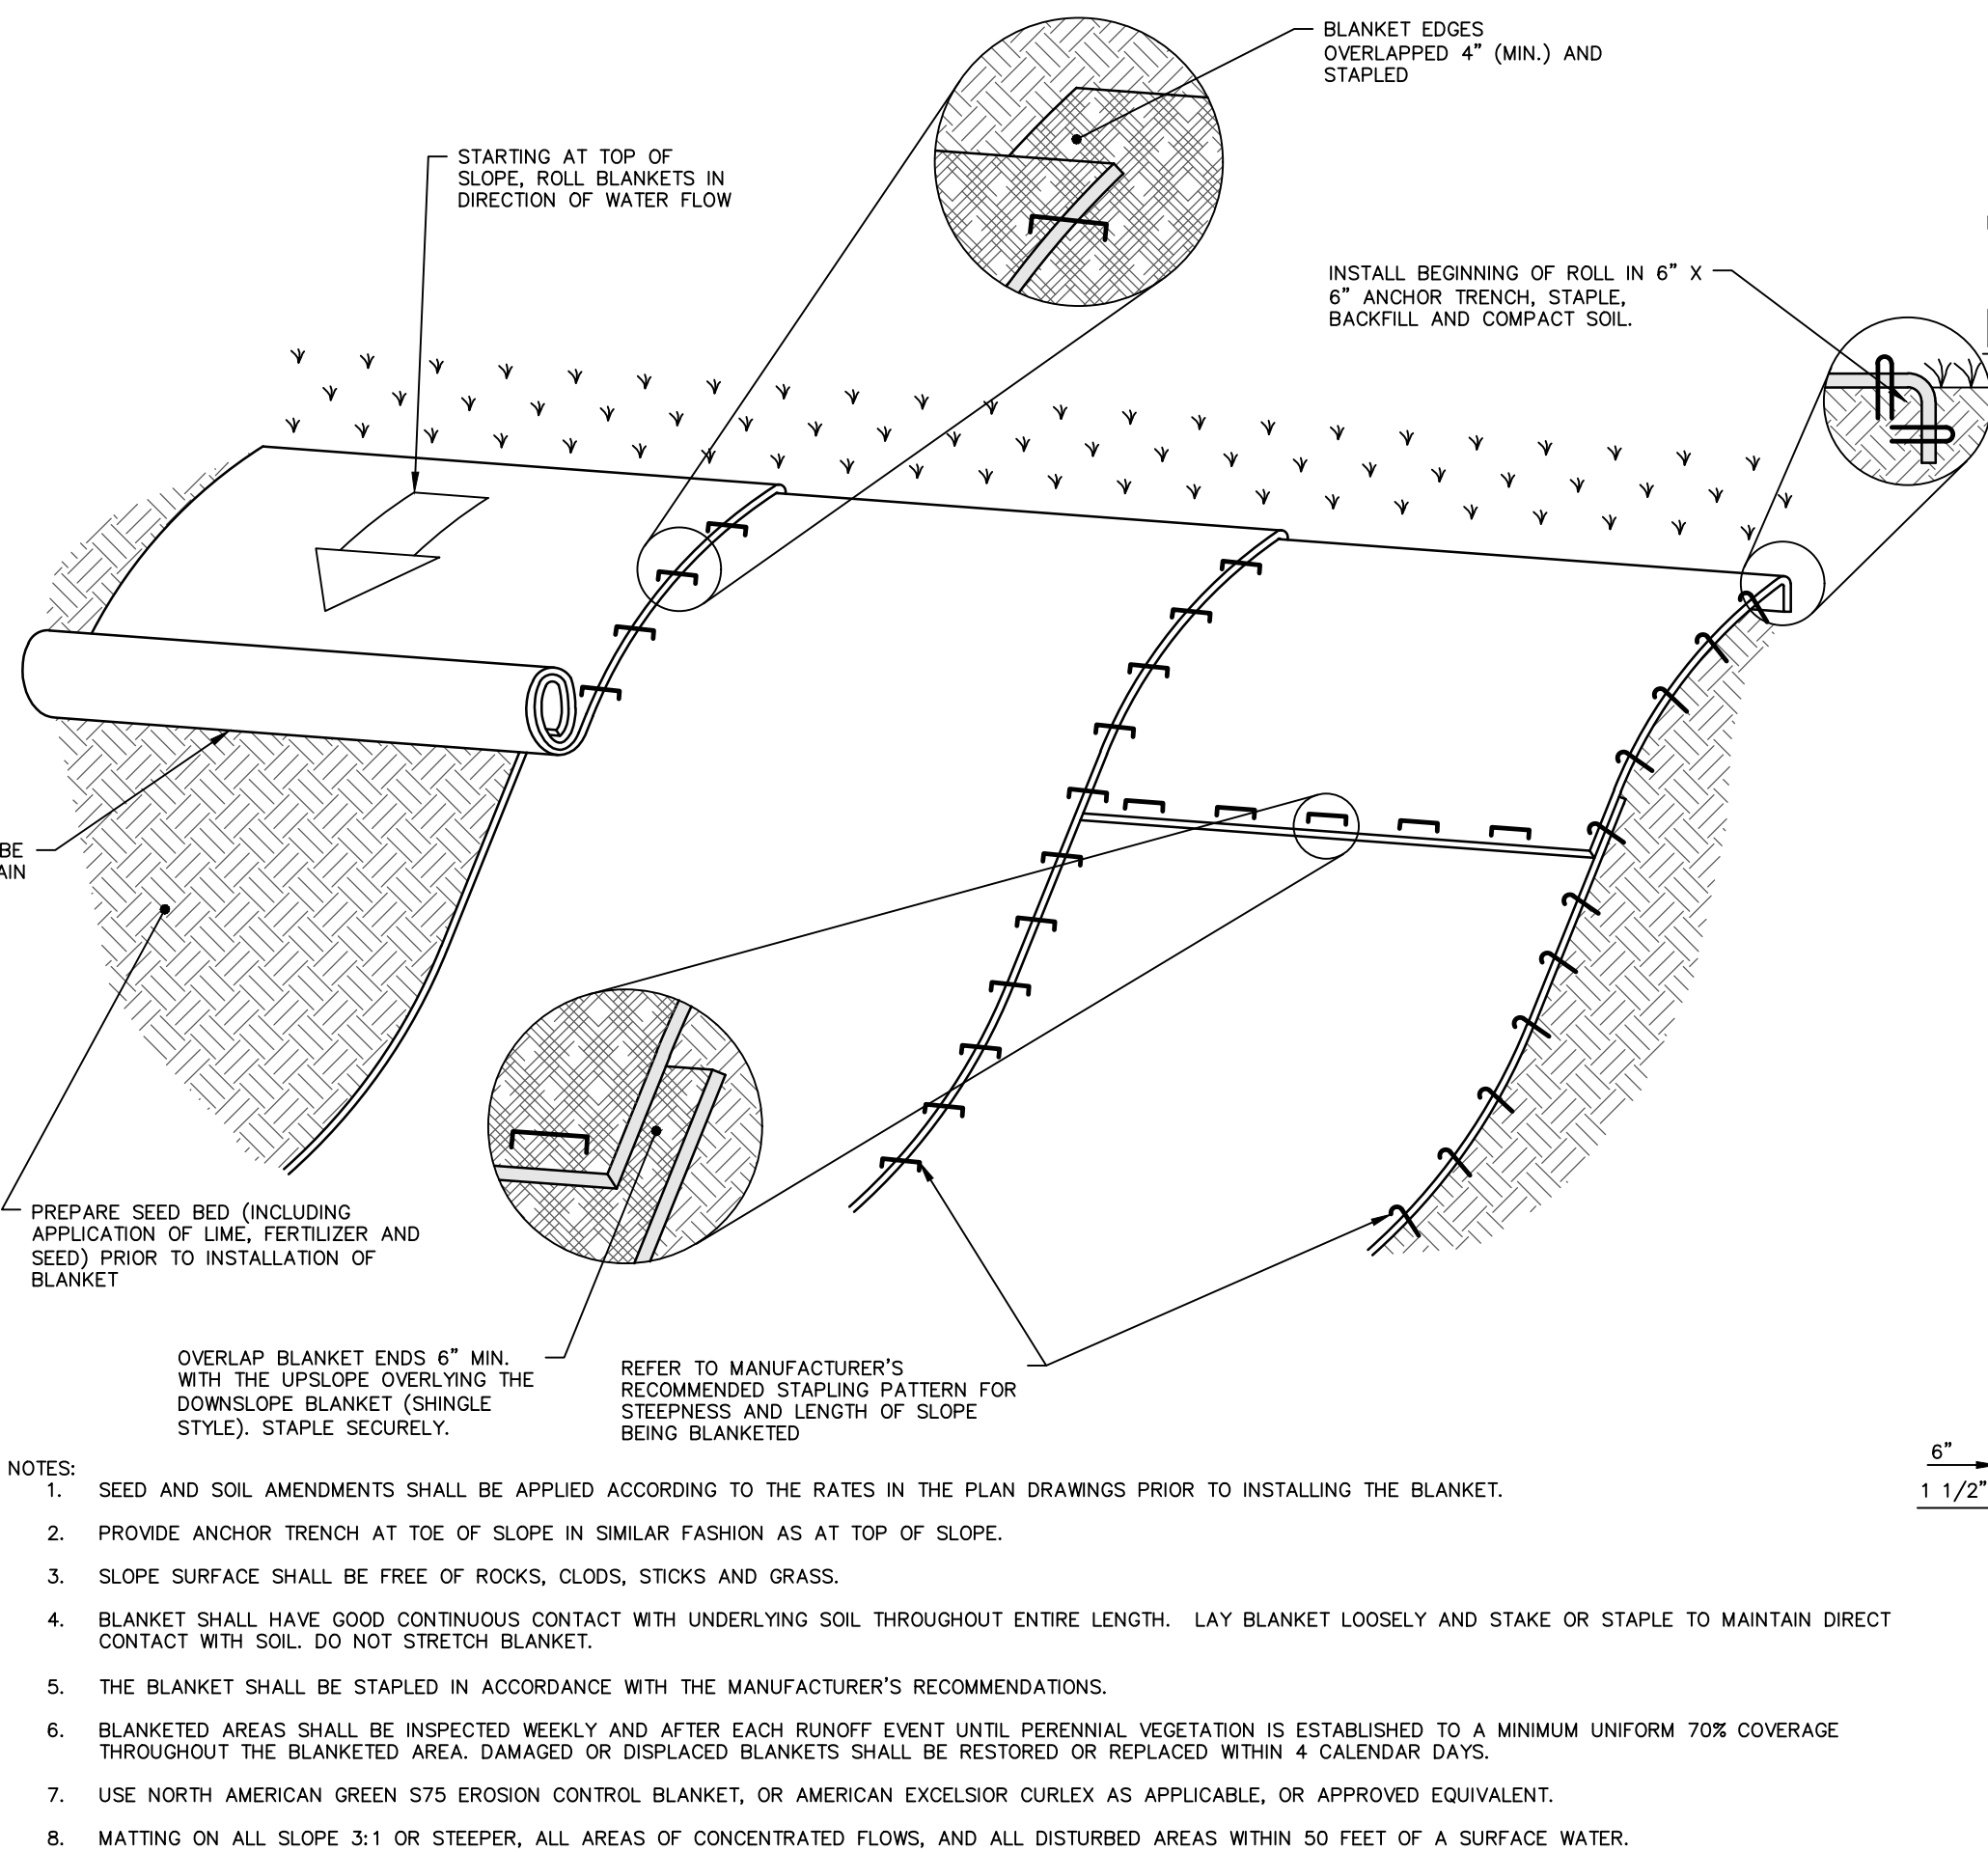 BLANKET EDGES
OVERLAPPED 4" (MIN.) AND
STAPLED
STARTING AT TOP OF
SLOPE, ROLL BLANKETS IN
DIRECTION OF WATER FLOW
INSTALL BEGINNING OF ROLL IN 6" X
6" ANCHOR TRENCH, STAPLE,
BACKFILL AND COMPACT SOIL.
BE
PREPARE SEED BED (INCLUDING
APPLICATION OF LIME, FERTILIZER AND
SEED) PRIOR TO INSTALLATION OF
BLANKET
OVERLAP BLANKET ENDS 6" MIN.
WITH THE UPSLOPE OVERLYING THE
DOWNSLOPE BLANKET (SHINGLE
STYLE). STAPLE SECURELY.
REFER TO MANUFACTURER'S
RECOMMENDED STAPLING PATTERN FOR
STEEPNESS AND LENGTH OF SLOPE
BEING BLANKETED
6"
1 1/2"
NOTES:
1. SEED AND SOIL AMENDMENTS SHALL BE APPLIED ACCORDING TO THE RATES IN THE PLAN DRAWINGS PRIOR TO INSTALLING THE BLANKET.
2. PROVIDE ANCHOR TRENCH AT TOE OF SLOPE IN SIMILAR FASHION AS AT TOP OF SLOPE.
3. SLOPE SURFACE SHALL BE FREE OF ROCKS, CLODS, STICKS AND GRASS.
4. BLANKET SHALL HAVE GOOD CONTINUOUS CONTACT WITH UNDERLYING SOIL THROUGHOUT ENTIRE LENGTH. LAY BLANKET LOOSELY AND STAKE OR STAPLE TO MAINTAIN DIRECT
CONTACT WITH SOIL. DO NOT STRETCH BLANKET.
5. THE BLANKET SHALL BE STAPLED IN ACCORDANCE WITH THE MANUFACTURER'S RECOMMENDATIONS.
6. BLANKETED AREAS SHALL BE INSPECTED WEEKLY AND AFTER EACH RUNOFF EVENT UNTIL PERENNIAL VEGETATION IS ESTABLISHED TO A MINIMUM UNIFORM 70% COVERAGE
THROUGHOUT THE BLANKETED AREA. DAMAGED OR DISPLACED BLANKETS SHALL BE RESTORED OR REPLACED WITHIN 4 CALENDAR DAYS.
7. USE NORTH AMERICAN GREEN S75 EROSION CONTROL BLANKET, OR AMERICAN EXCELSIOR CURLEX AS APPLICABLE, OR APPROVED EQUIVALENT.
8. MATTING ON ALL SLOPE 3:1 OR STEEPER, ALL AREAS OF CONCENTRATED FLOWS, AND ALL DISTURBED AREAS WITHIN 50 FEET OF A SURFACE WATER.